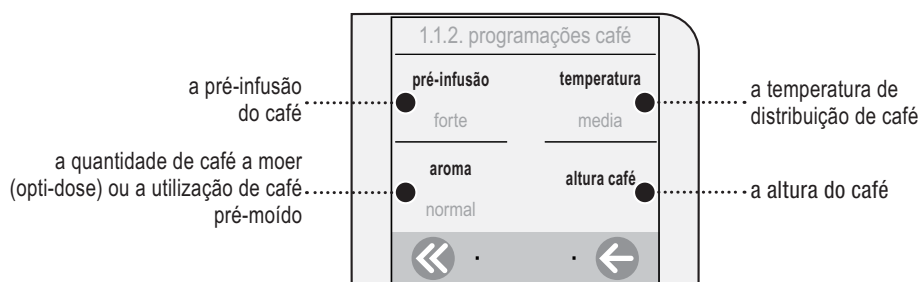 1.1.2. programações café
a pré-infusão
do café
pré-infusão
forte
temperatura
media
a temperatura de
distribuição de café
a quantidade de café a moer
(opti-dose) ou a utilização de café
pré-moído
aroma
normal
altura café
a altura do café